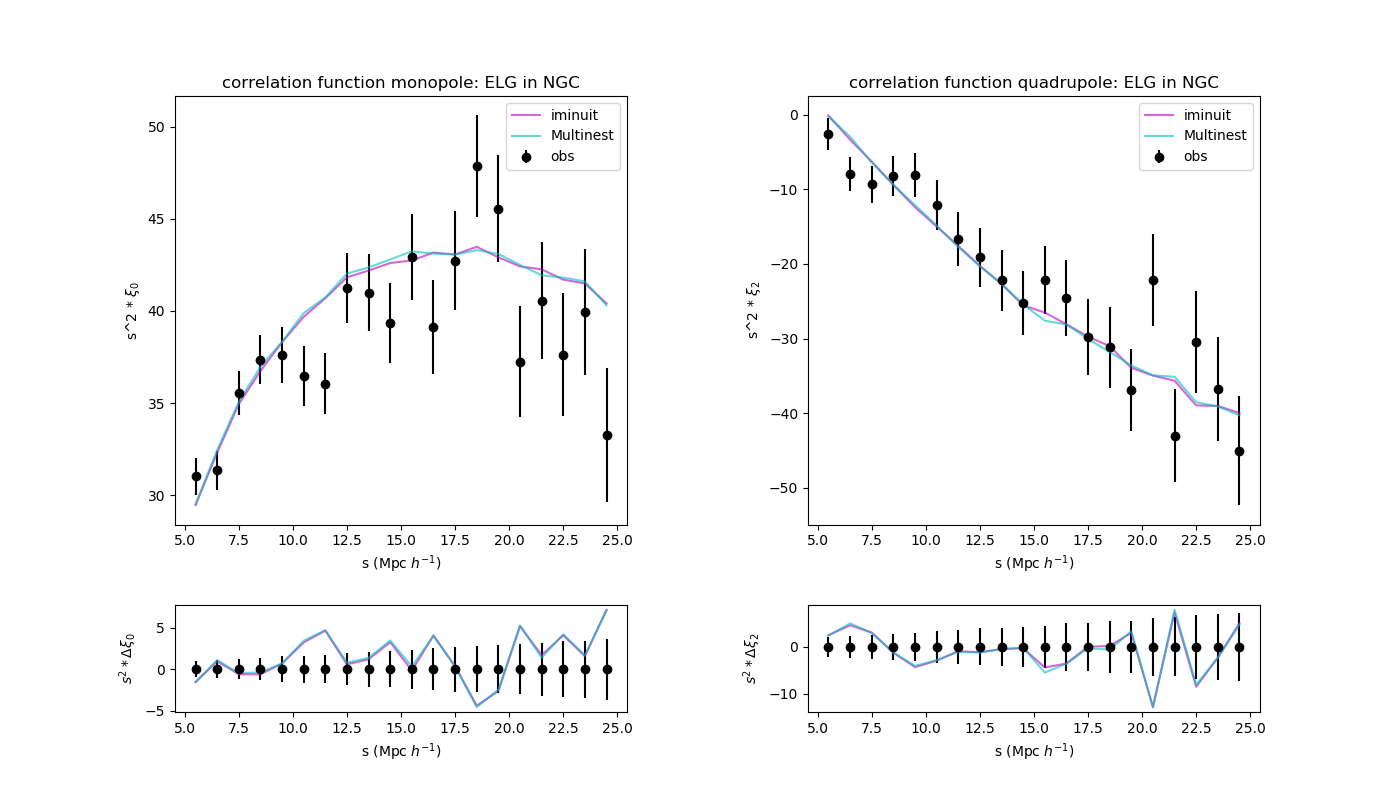 correlation function monopole: ELG in NGC
iminuit
Multinest
obs
50
45
40
35
30
s^2 * ξ₀
5.0 7.5 10.0 12.5 15.0 17.5 20.0 22.5 25.0
s (Mpc h⁻¹)
5
0
−5
s² * Δξ₀
5.0 7.5 10.0 12.5 15.0 17.5 20.0 22.5 25.0
s (Mpc h⁻¹)
correlation function quadrupole: ELG in NGC
iminuit
Multinest
obs
0
−10
−20
−30
−40
−50
s^2 * ξ₂
5.0 7.5 10.0 12.5 15.0 17.5 20.0 22.5 25.0
s (Mpc h⁻¹)
0
−10
s² * Δξ₂
5.0 7.5 10.0 12.5 15.0 17.5 20.0 22.5 25.0
s (Mpc h⁻¹)